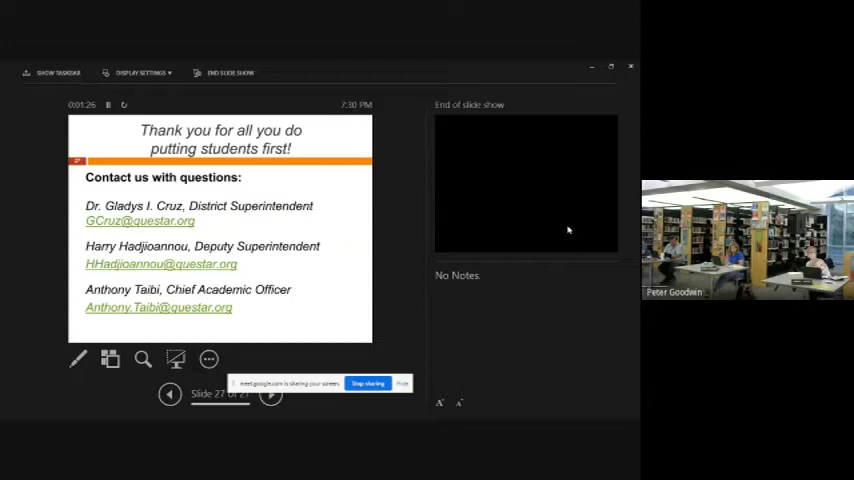 SHOW TASKBAR
DISPLAY SETTINGS ▾
END SLIDE SHOW
0:01:26
7:30 PM
End of slide show
Thank you for all you do
putting students first!
27
Contact us with questions:
Dr. Gladys I. Cruz, District Superintendent
GCruz@questar.org
Harry Hadjioannou, Deputy Superintendent
HHadjioannou@questar.org
Anthony Taibi, Chief Academic Officer
Anthony.Taibi@questar.org
No Notes.
Peter Goodwin
meet.google.com is sharing your screen.
Stop sharing
Hide
Slide 27 of 27
A
A